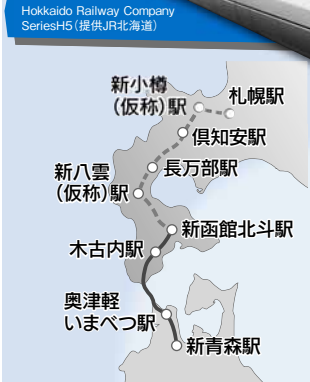 Hokkaido Railway Company
SeriesH5(提供JR北海道)
新小樽
(仮称)駅
札幌駅
倶知安駅
長万部駅
新八雲
(仮称)駅
新函館北斗駅
木古内駅
奥津軽
いまべつ駅
新青森駅